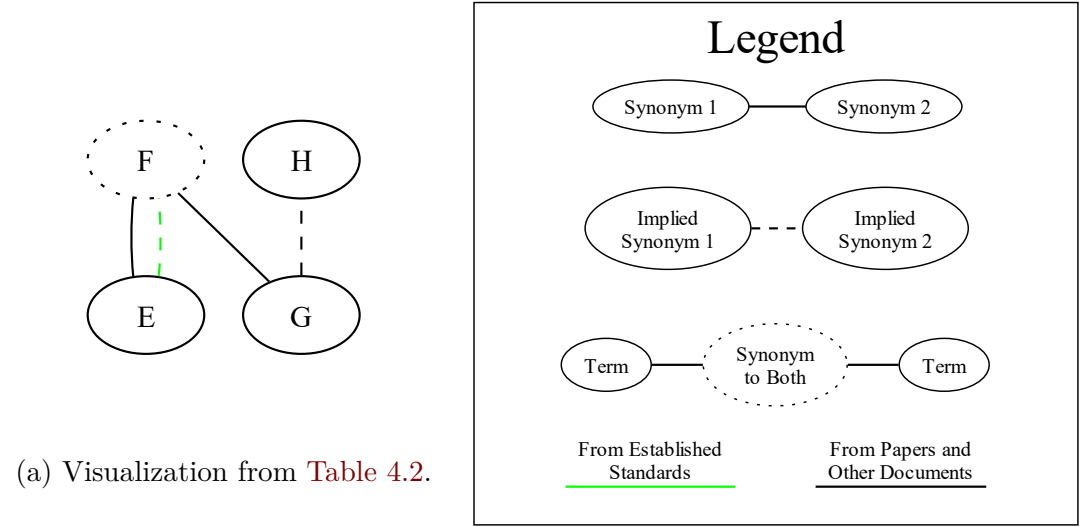 F
H
E
G
(a) Visualization from Table 4.2.
Legend
Synonym 1
Synonym 2
Implied
Synonym 1
Implied
Synonym 2
Term
Synonym
to Both
Term
From Established
Standards
From Papers and
Other Documents